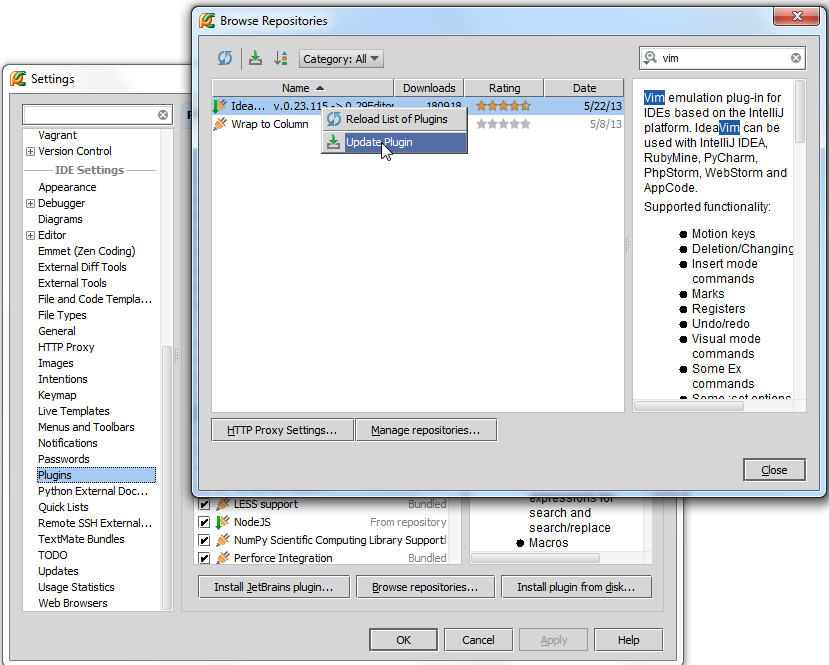 Browse Repositories
Category: All
vim
Name Downloads Rating Date
Idea... v.0.23.115 -> 0.29Editor 180918 5/22/13
Wrap to Column 5/8/13
Reload List of Plugins
Update Plugin
Vim emulation plug-in for
IDEs based on the IntelliJ
platform. IdeaVim can be
used with IntelliJ IDEA,
RubyMine, PyCharm,
PhpStorm, WebStorm and
AppCode.
Supported functionality:
Motion keys
Deletion/Changing
Insert mode
commands
Marks
Registers
Undo/redo
Visual mode
commands
Some Ex
commands
Some :set options
HTTP Proxy Settings...
Manage repositories...
Close
Settings
Vagrant
Version Control
IDE Settings
Appearance
Debugger
Diagrams
Editor
Emmet (Zen Coding)
External Diff Tools
External Tools
File and Code Templa...
File Types
General
HTTP Proxy
Images
Intentions
Keymap
Live Templates
Menus and Toolbars
Notifications
Passwords
Plugins
Python External Doc...
Quick Lists
Remote SSH External...
TextMate Bundles
TODO
Updates
Usage Statistics
Web Browsers
LESS support Bundled
NodeJS From repository
NumPy Scientific Computing Library Support
Perforce Integration Bundled
expressions for
search and
search/replace
Macros
Install JetBrains plugin...
Browse repositories...
Install plugin from disk...
OK
Cancel
Apply
Help